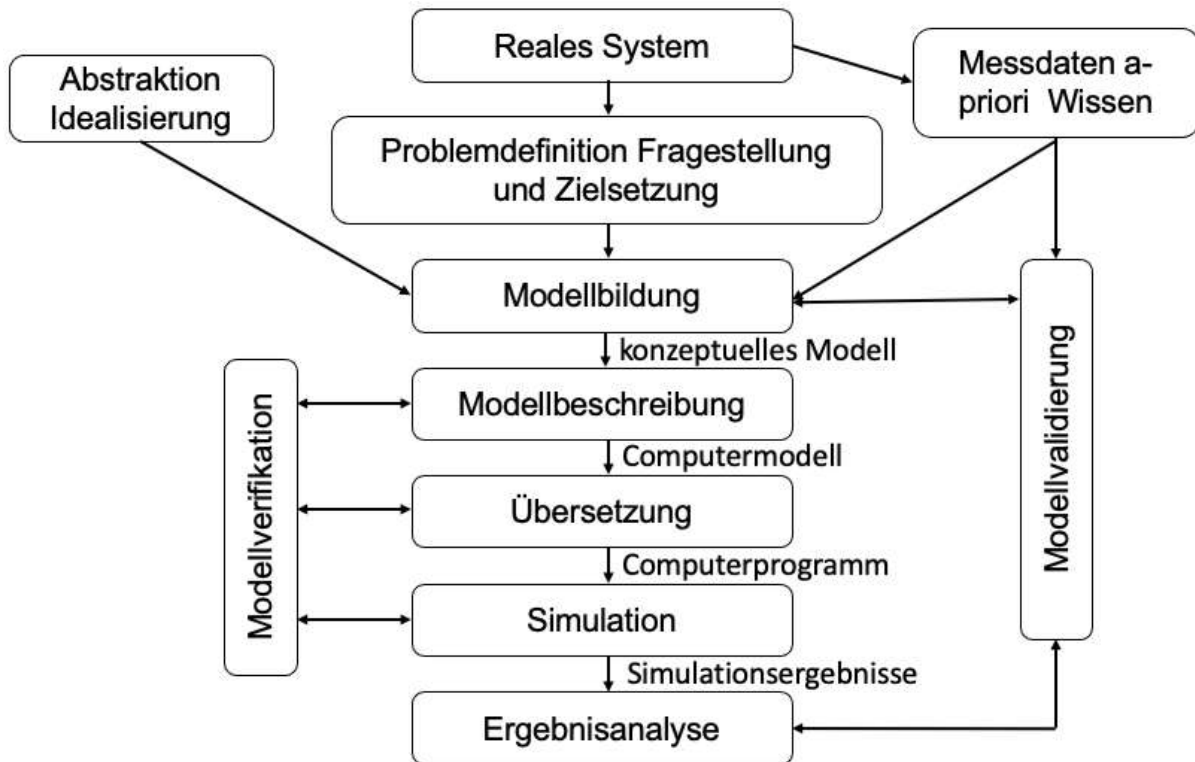 Reales System
Abstraktion
Idealisierung
Messdaten a-
priori Wissen
Problemdefinition Fragestellung
und Zielsetzung
Modellbildung
konzeptuelles Modell
Modellbeschreibung
Computermodell
Übersetzung
Computerprogramm
Simulation
Simulationsergebnisse
Ergebnisanalyse
Modellverifikation
Modellvalidierung